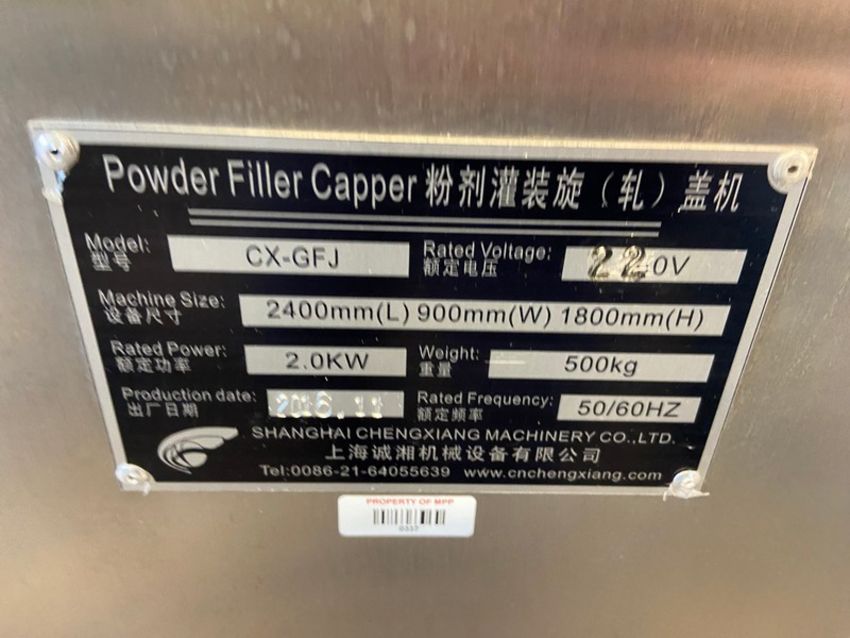 Powder Filler Capper 粉剂灌装旋（轧）盖机
Model: CX-GFJ Rated Voltage: 220V
型号 额定电压
Machine Size: 2400mm(L) 900mm(W) 1800mm(H)
设备尺寸
Rated Power: 2.0KW Weight: 500kg
额定功率 重量
Production date: 2016.11 Rated Frequency: 50/60HZ
出厂日期 额定频率
SHANGHAI CHENGXIANG MACHINERY CO.,LTD.
上海诚湘机械设备有限公司
Tel:0086-21-64055639 www.cnchengxiang.com
PROPERTY OF MPP